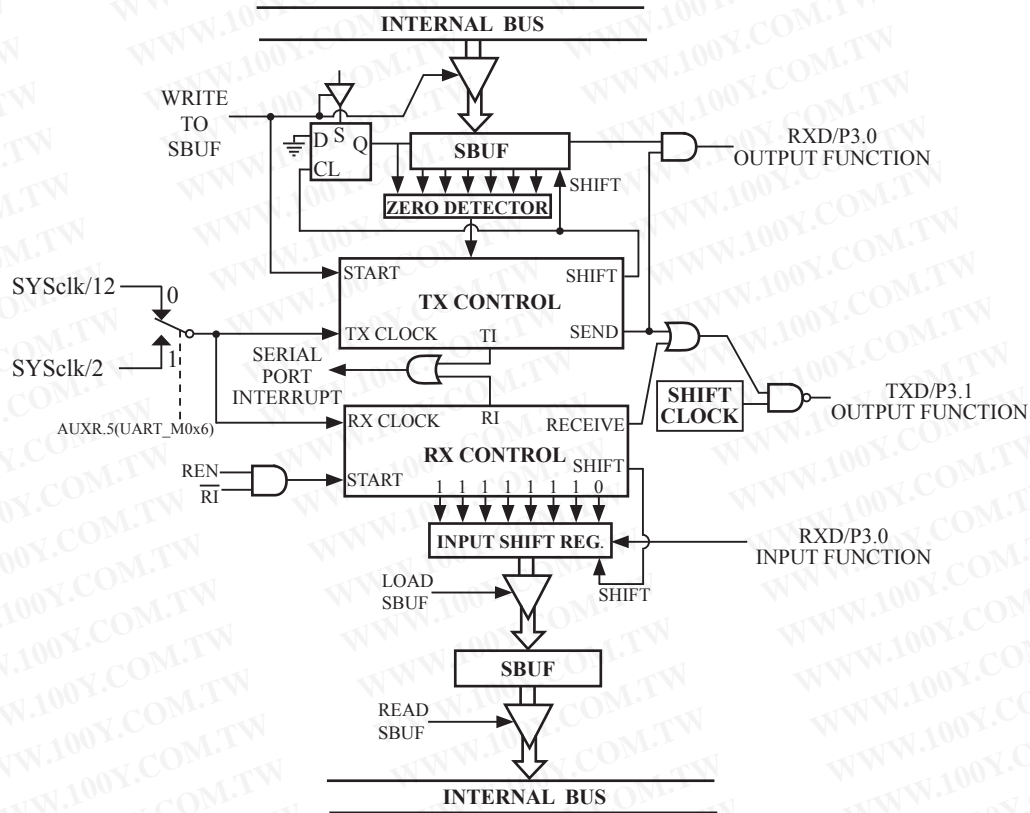 INTERNAL BUS
WRITE
TO
SBUF
D S Q
CL
SBUF
RXD/P3.0
OUTPUT FUNCTION
SHIFT
ZERO DETECTOR
START
SHIFT
TX CONTROL
SYSclk/12
0
TX CLOCK
TI
SEND
SYSclk/2
1
SERIAL
PORT
INTERRUPT
SHIFT
CLOCK
TXD/P3.1
OUTPUT FUNCTION
AUXR.5(UART_M0x6)
RX CLOCK
RI
RECEIVE
RX CONTROL
SHIFT
REN
RI
START
1 1 1 1 1 1 1 0
INPUT SHIFT REG.
RXD/P3.0
INPUT FUNCTION
LOAD
SBUF
SHIFT
SBUF
READ
SBUF
INTERNAL BUS
WWW.100Y.COM.TW